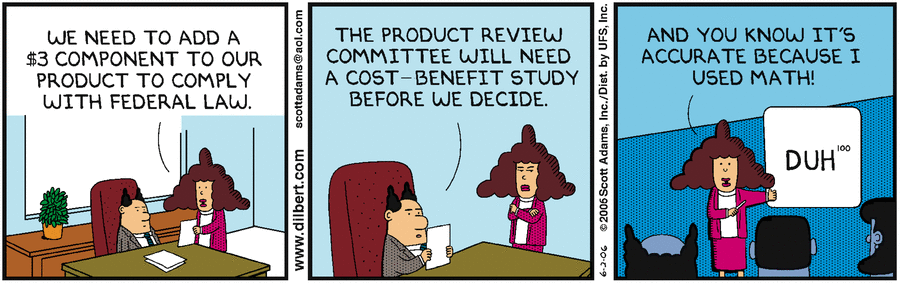 WE NEED TO ADD A
$3 COMPONENT TO OUR
PRODUCT TO COMPLY
WITH FEDERAL LAW.
www.dilbert.com scottadams@aol.com
THE PRODUCT REVIEW
COMMITTEE WILL NEED
A COST-BENEFIT STUDY
BEFORE WE DECIDE.
6-2-06 ©2006 Scott Adams, Inc./Dist. by UFS, Inc.
AND YOU KNOW IT'S
ACCURATE BECAUSE I
USED MATH!
DUH¹⁰⁰